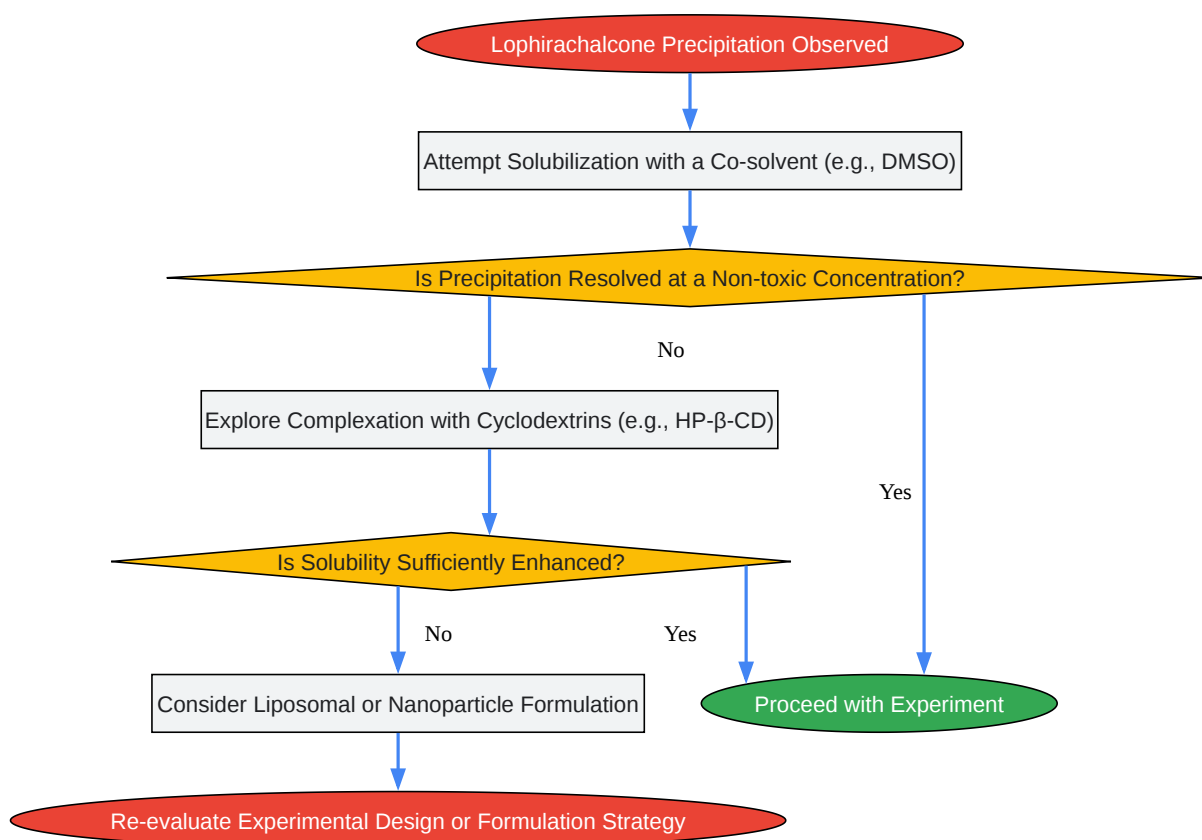 Lophirachalcone Precipitation Observed
Attempt Solubilization with a Co-solvent (e.g., DMSO)
Is Precipitation Resolved at a Non-toxic Concentration?
No
Explore Complexation with Cyclodextrins (e.g., HP-β-CD)
Yes
Is Solubility Sufficiently Enhanced?
No
Yes
Consider Liposomal or Nanoparticle Formulation
Proceed with Experiment
Re-evaluate Experimental Design or Formulation Strategy